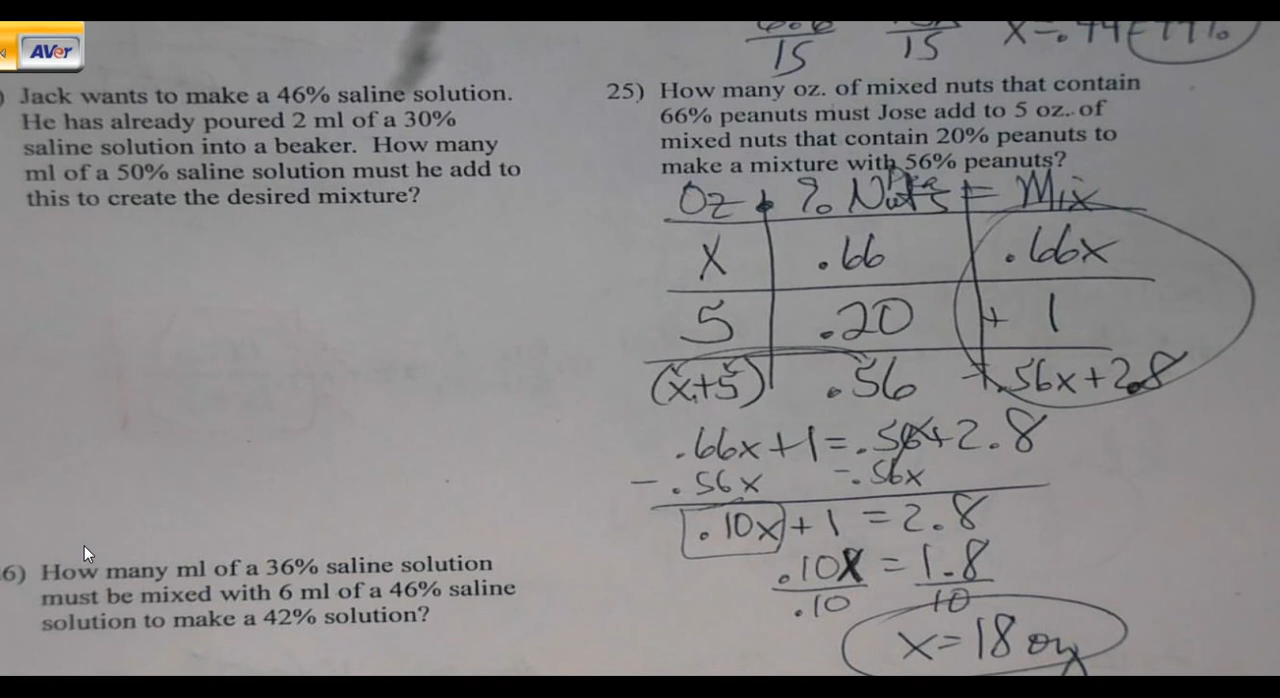 AVer
15
15
) Jack wants to make a 46% saline solution.
He has already poured 2 ml of a 30%
saline solution into a beaker. How many
ml of a 50% saline solution must he add to
this to create the desired mixture?
6) How many ml of a 36% saline solution
must be mixed with 6 ml of a 46% saline
solution to make a 42% solution?
25) How many oz. of mixed nuts that contain
66% peanuts must Jose add to 5 oz. of
mixed nuts that contain 20% peanuts to
make a mixture with 56% peanuts?
Oz % Nuts = Mix
X .66 .66x
5 .20 + 1
(x+5) .56 .56x+2.8
.66x+1=.56x+2.8
-.56x -.56x
.10x+1 =2.8
.10x = 1.8
.10 10
x=18 oz